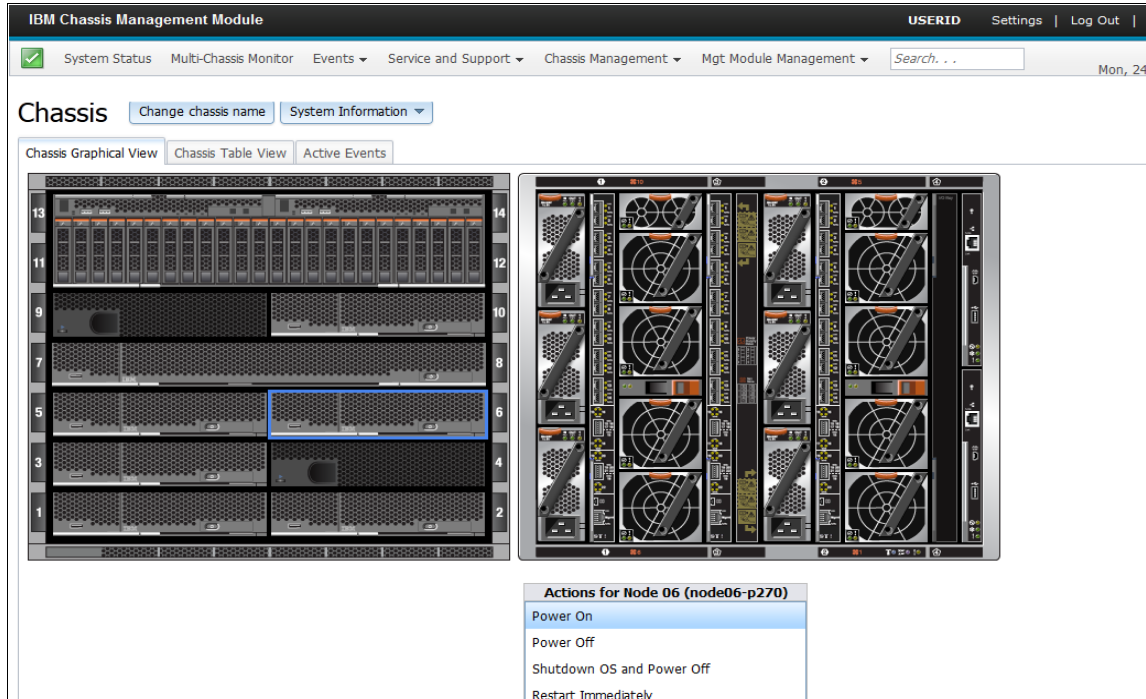 IBM Chassis Management Module
USERID Settings | Log Out |
System Status Multi-Chassis Monitor Events Service and Support Chassis Management Mgt Module Management Search. . .
Mon, 24
Chassis Change chassis name System Information
Chassis Graphical View Chassis Table View Active Events
13 14
11 12
9 10
7 8
5 6
3 4
1 2
Actions for Node 06 (node06-p270)
Power On
Power Off
Shutdown OS and Power Off
Restart Immediately